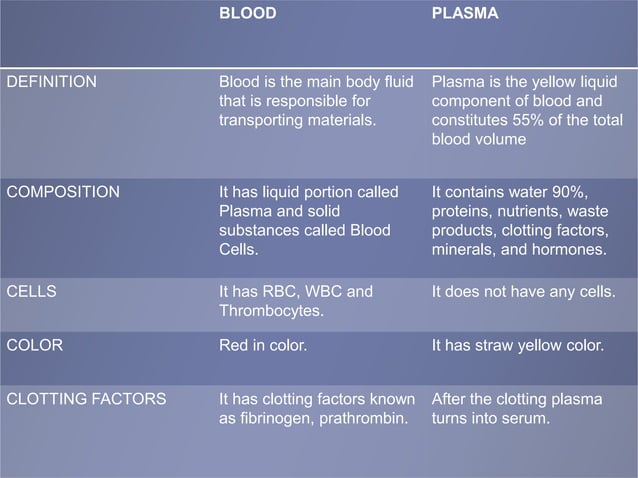 BLOOD PLASMA
DEFINITION
Blood is the main body fluid
that is responsible for
transporting materials.
Plasma is the yellow liquid
component of blood and
constitutes 55% of the total
blood volume
COMPOSITION
It has liquid portion called
Plasma and solid
substances called Blood
Cells.
It contains water 90%,
proteins, nutrients, waste
products, clotting factors,
minerals, and hormones.
CELLS
It has RBC, WBC and
Thrombocytes.
It does not have any cells.
COLOR
Red in color.
It has straw yellow color.
CLOTTING FACTORS
It has clotting factors known
as fibrinogen, prathrombin.
After the clotting plasma
turns into serum.